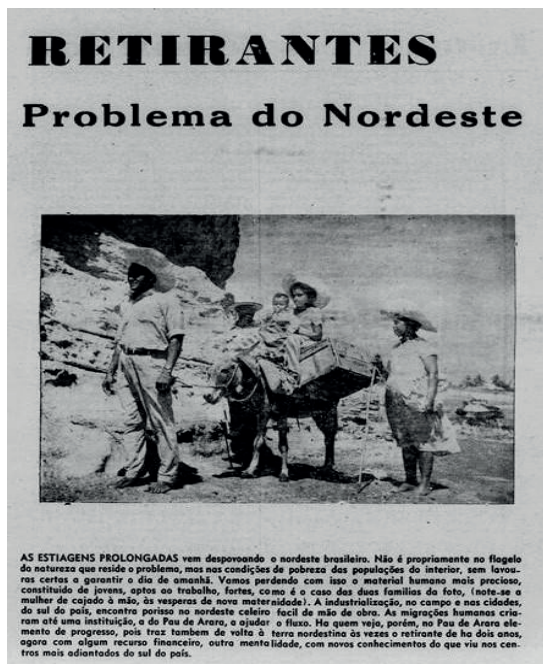 RETIRANTES
Problema do Nordeste
AS ESTIAGENS PROLONGADAS vem despovoando o nordeste brasileiro. Não é propriamente no flagelo
da natureza que reside o problema, mas nas condições de pobreza das populações do interior, sem lavou-
ras certas a garantir o dia de amanhã. Vamos perdendo com isso o material humano mais precioso,
constituido de jovens, aptos ao trabalho, fortes, como é o caso das duas famílias da foto, (note-se a
mulher de cajado à mão, às vesperas de nova maternidade). A industrialização, no campo e nas cidades,
do sul do país, encontra porisso no nordeste celeiro facil de mão de obra. As migrações humanas cria-
ram até uma instituição, a do Pau de Arara, a ajudar o fluxo. Ha quem veja, porém, no Pau de Arara ele-
mento de progresso, pois traz tambem de volta à terra nordestina às vezes o retirante de ha dois anos,
agora com algum recurso financeiro, outra mentalidade, com novos conhecimentos do que viu nos cen-
tros mais adiantados do sul do país.